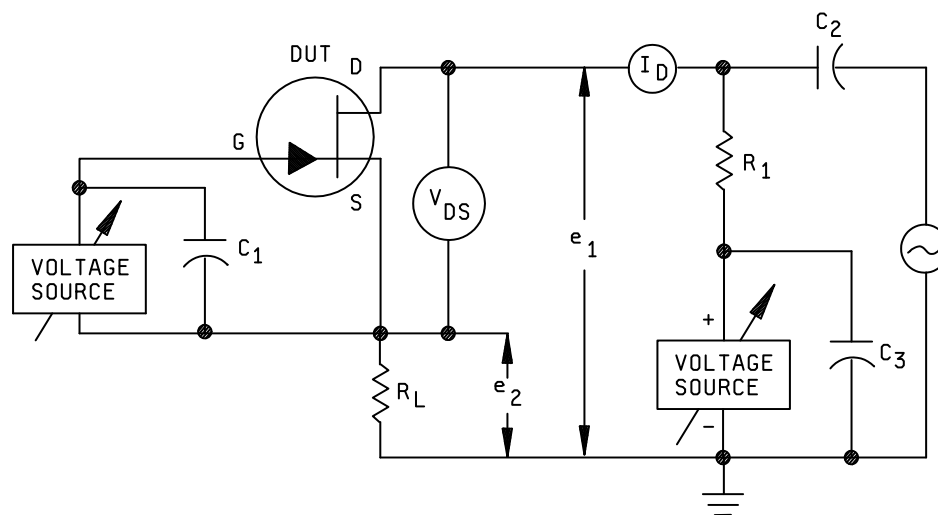 C2
DUT
D
ID
G
R1
S
VDS
e1
C1
VOLTAGE
SOURCE
+
C3
VOLTAGE
SOURCE
RL
e2
−